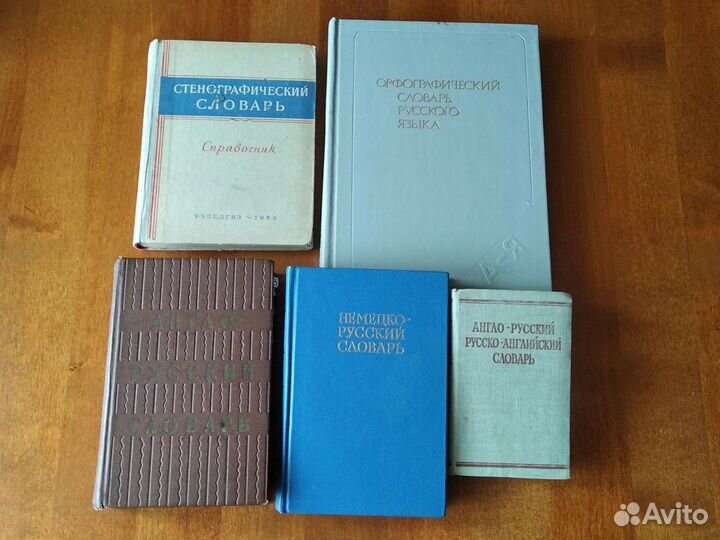 СТЕНОГРАФИЧЕСКИЙ
СЛОВАРЬ
Справочник
УЧПЕДГИЗ — 1959
ОРФОГРАФИЧЕСКИЙ
СЛОВАРЬ
РУССКОГО
ЯЗЫКА
А-Я
АНГЛО
РУССКИЙ
СЛОВАРЬ
НЕМЕЦКО-
РУССКИЙ
СЛОВАРЬ
АНГЛО-РУССКИЙ
РУССКО-АНГЛИЙСКИЙ
СЛОВАРЬ
Avito